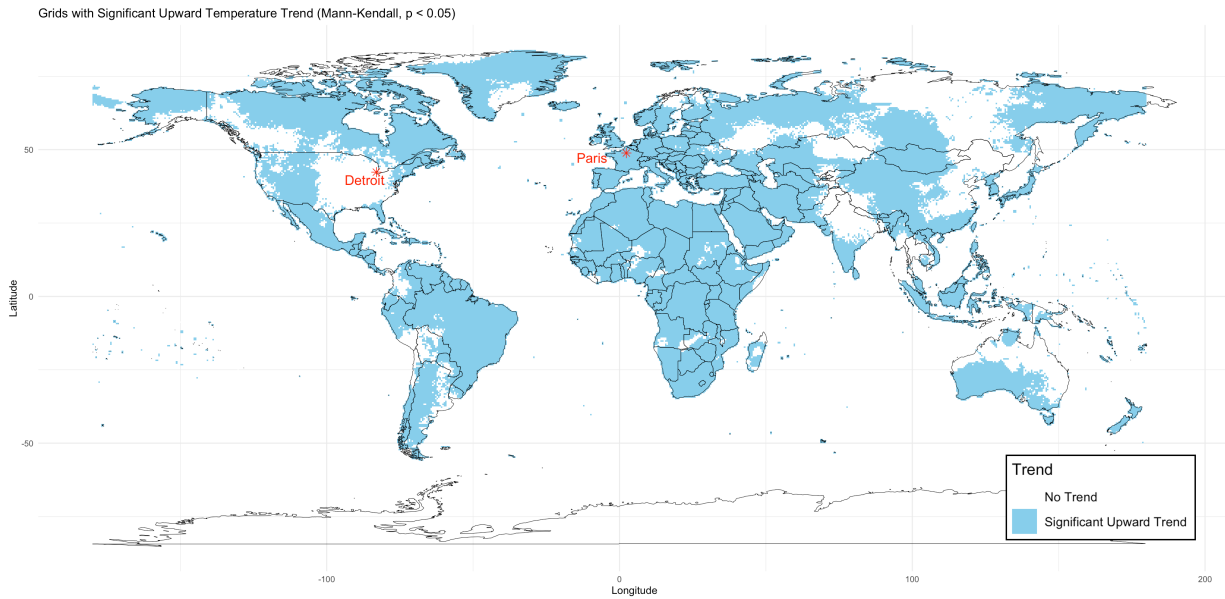 Grids with Significant Upward Temperature Trend (Mann-Kendall, p < 0.05)
50
Paris
Detroit
Latitude
0
-50
Trend
No Trend
Significant Upward Trend
-100
0
100
200
Longitude